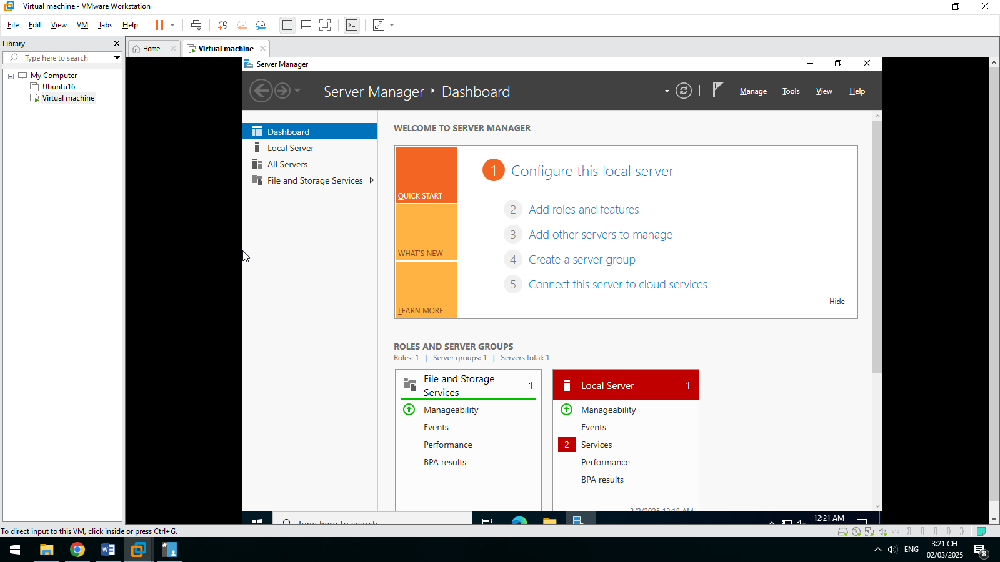 Virtual machine - VMware Workstation
File Edit View VM Tabs Help
Library
Home
Virtual machine
Type here to search
My Computer
Ubuntu16
Virtual machine
Server Manager
Server Manager Dashboard
Manage Tools View Help
Dashboard
Local Server
All Servers
File and Storage Services
WELCOME TO SERVER MANAGER
QUICK START
WHAT'S NEW
LEARN MORE
1 Configure this local server
2 Add roles and features
3 Add other servers to manage
4 Create a server group
5 Connect this server to cloud services
Hide
ROLES AND SERVER GROUPS
Roles: 1 | Server groups: 1 | Servers total: 1
File and Storage
Services
1
Manageability
Events
Performance
BPA results
Local Server 1
Manageability
Events
2 Services
Performance
BPA results
3/2/2025 12:18 AM
Type here to search
12:21 AM
To direct input to this VM, click inside or press Ctrl+G.
ENG
3:21 CH
02/03/2025
8